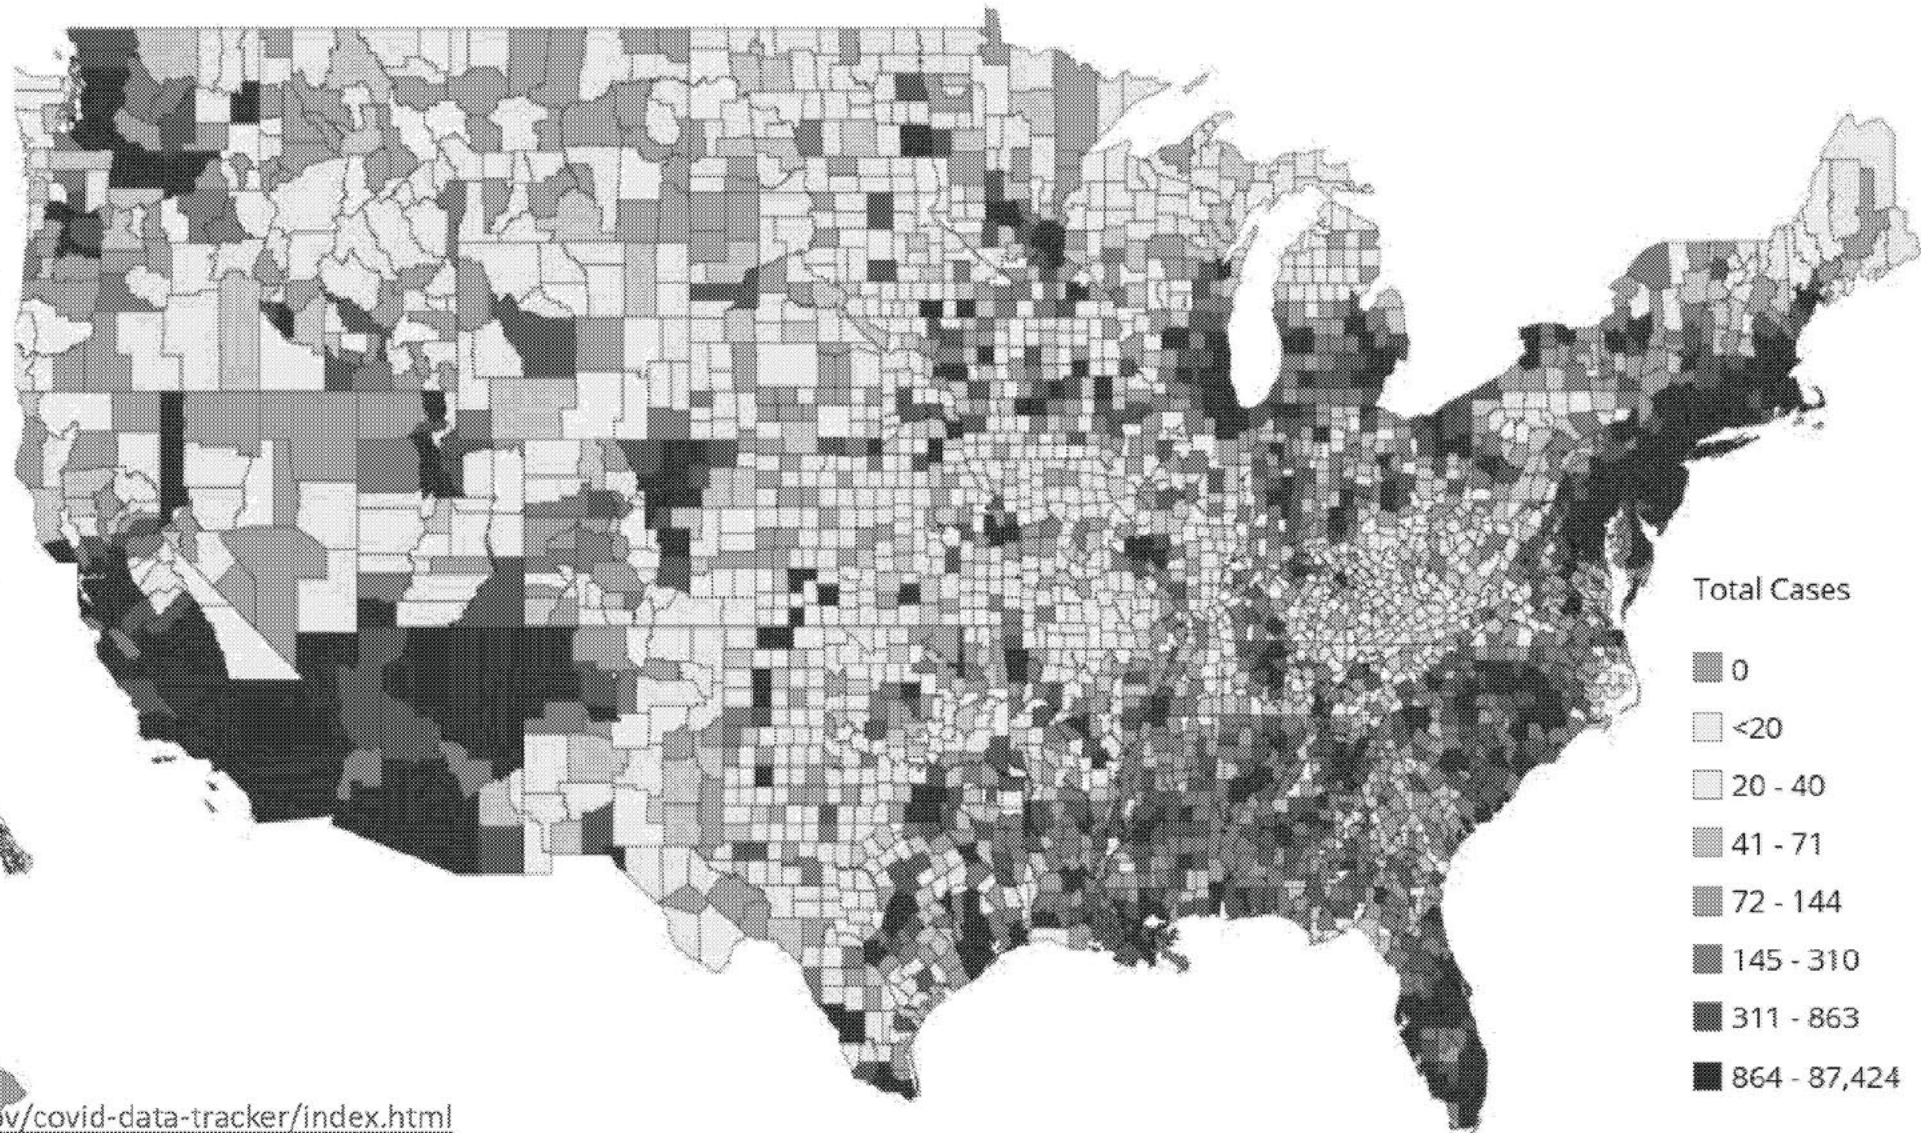 Total Cases
0
<20
20 - 40
41 - 71
72 - 144
145 - 310
311 - 863
864 - 87,424
ov/covid-data-tracker/index.html